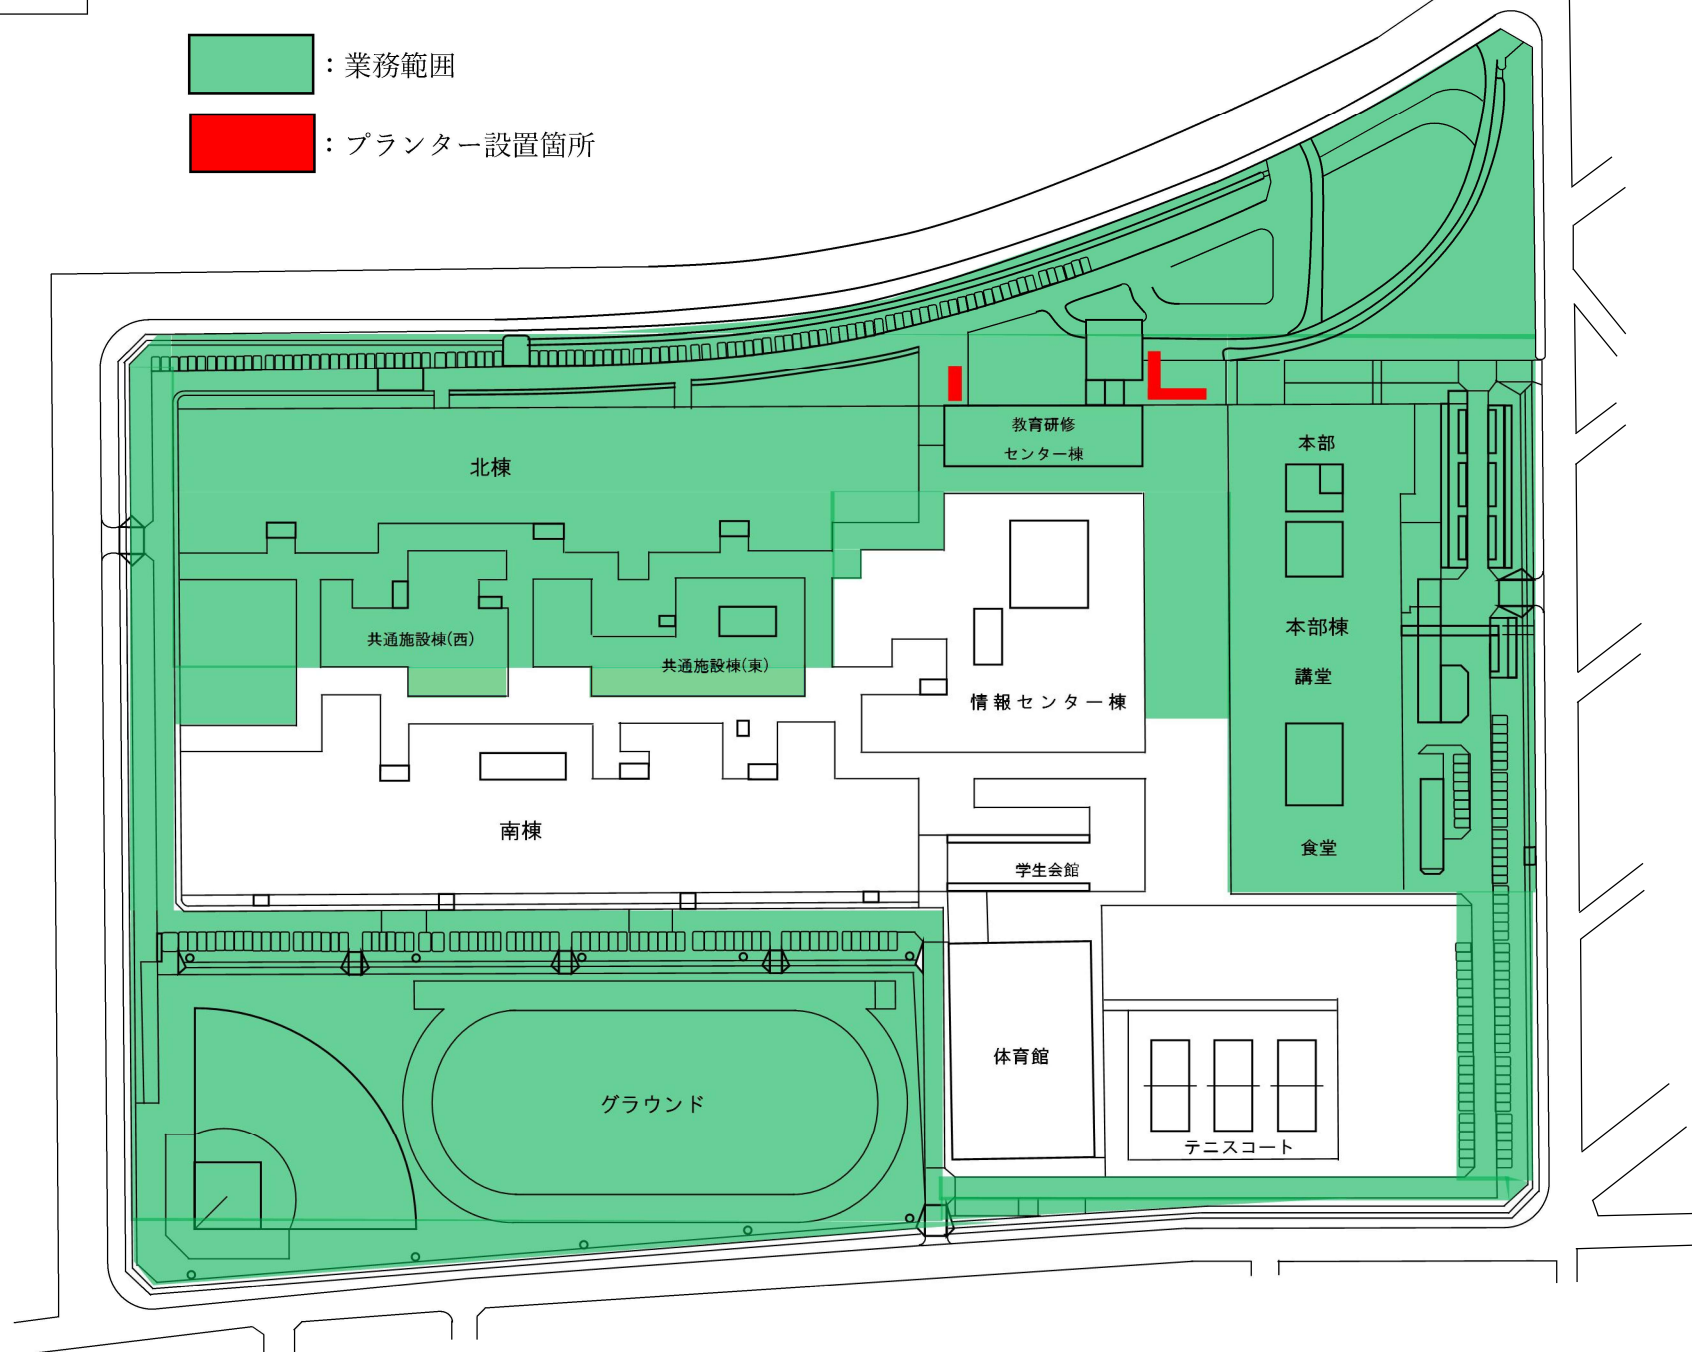 ：業務範囲
：プランター設置箇所
教育研修
センター棟
本部
北棟
本部棟
共通施設棟(西)
共通施設棟(東)
講堂
情報センター棟
南棟
食堂
学生会館
体育館
グラウンド
テニスコート